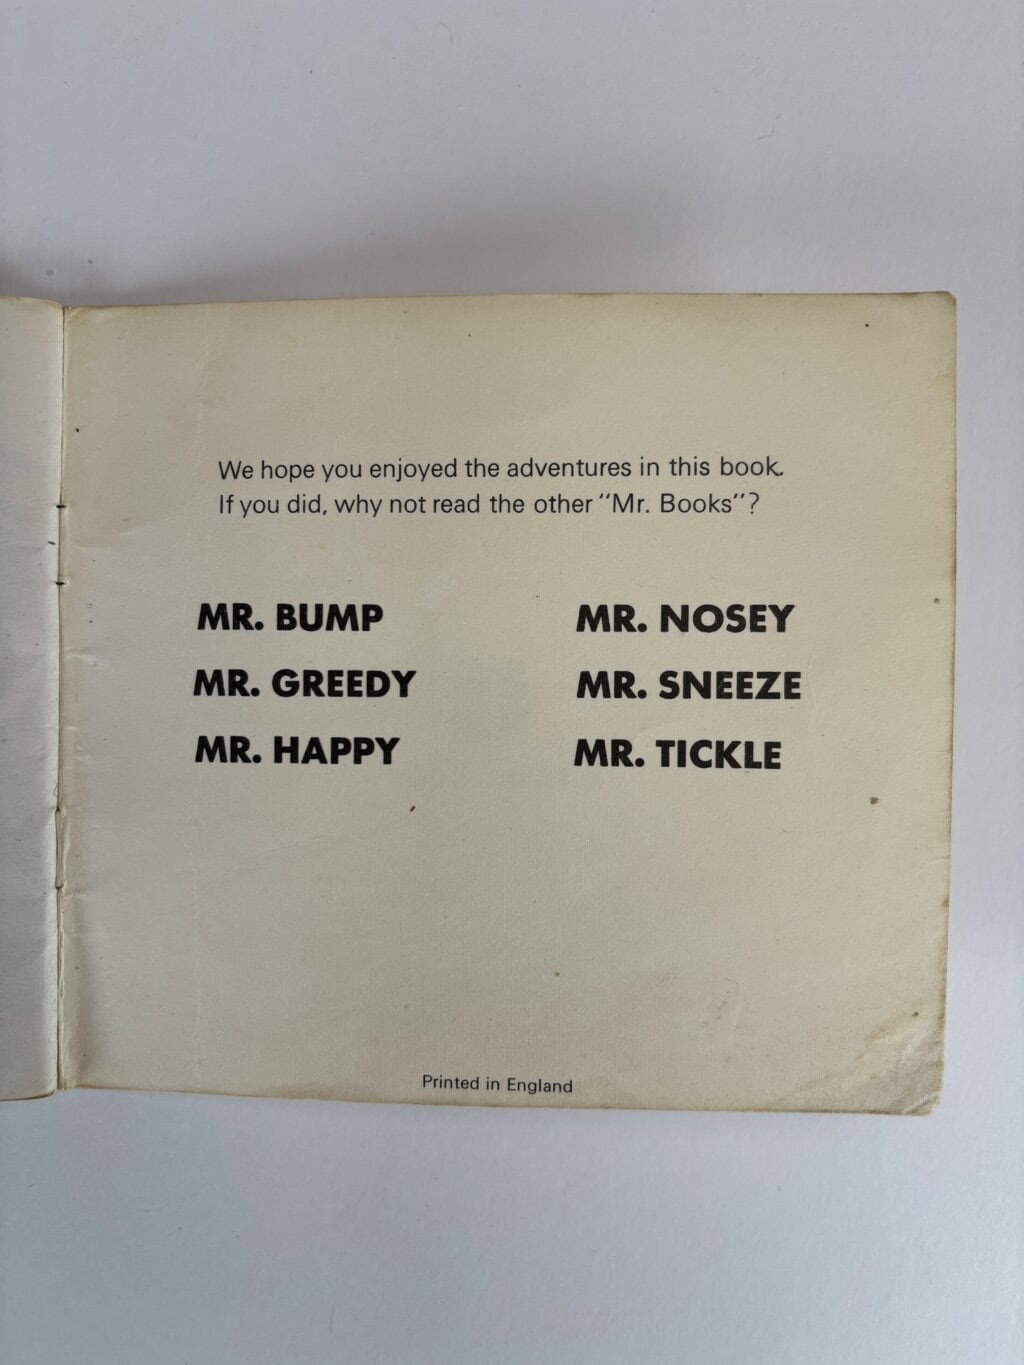 We hope you enjoyed the adventures in this book.
If you did, why not read the other “Mr. Books”?
MR. BUMP
MR. GREEDY
MR. HAPPY
MR. NOSEY
MR. SNEEZE
MR. TICKLE
Printed in England